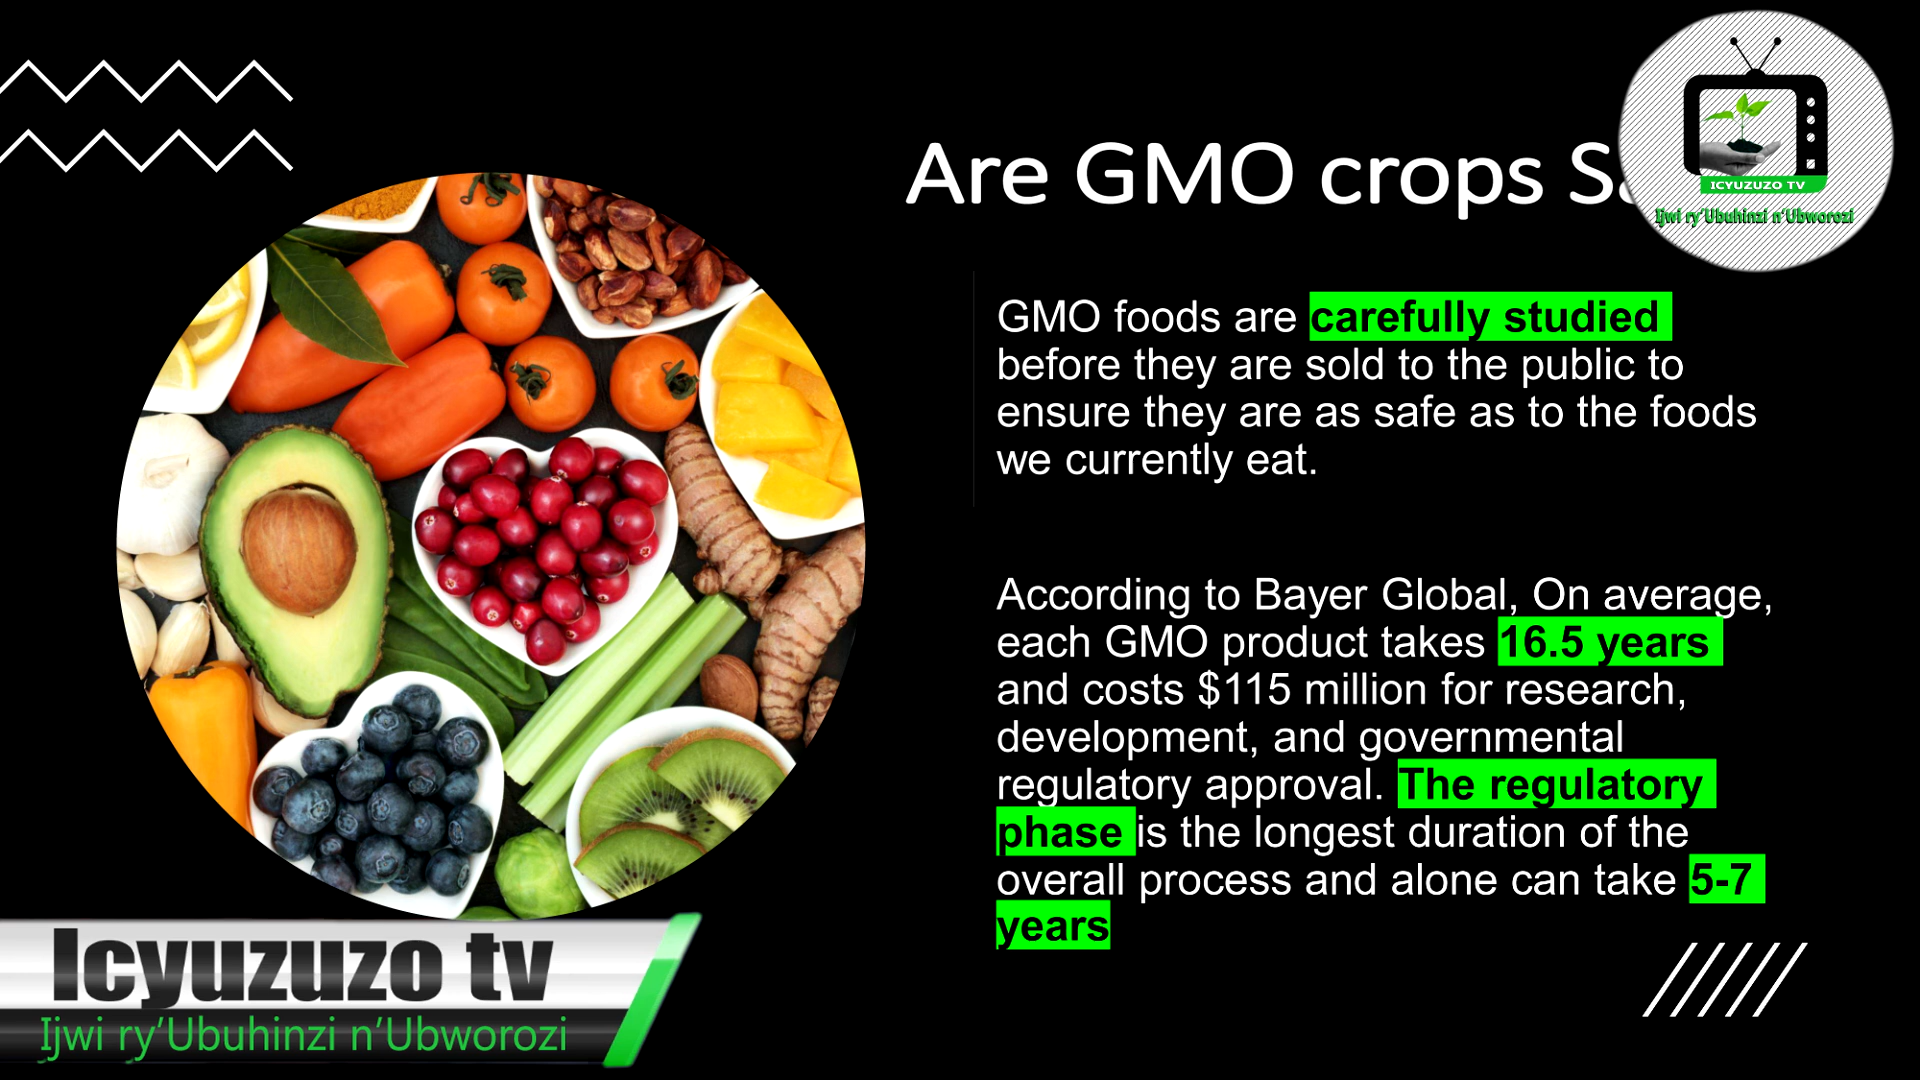 Are GMO crops
ICYUZUZO TV
Ijwi ry'Ubuhinzi n'Ubworozi
GMO foods are carefully studied
before they are sold to the public to
ensure they are as safe as to the foods
we currently eat.
According to Bayer Global, On average,
each GMO product takes 16.5 years
and costs $115 million for research,
development, and governmental
regulatory approval. The regulatory
phase is the longest duration of the
overall process and alone can take 5-7
years
Icyuzuzo tv
Ijwi ry'Ubuhinzi n'Ubworozi